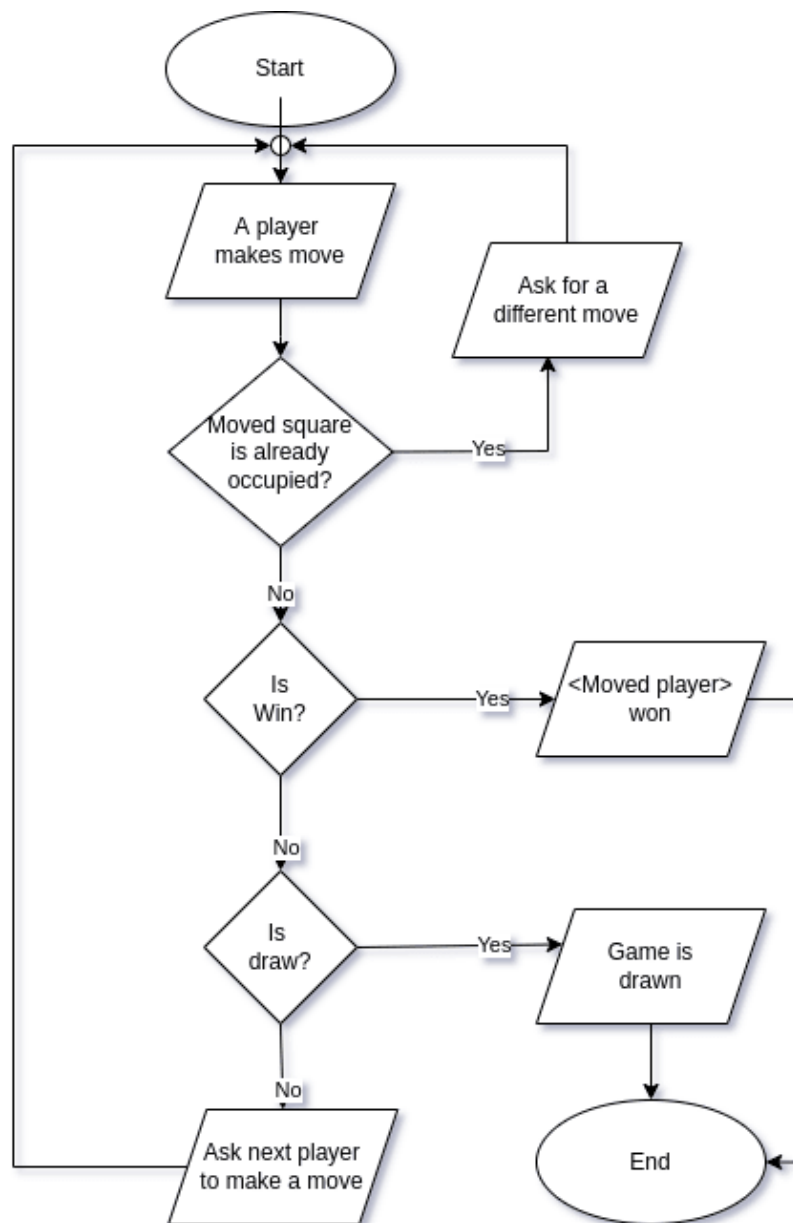 Start
A player
makes move
Ask for a
different move
Moved square
is already
occupied?
Yes
No
Is
Win?
Yes
<Moved player>
won
No
Is
draw?
Yes
Game is
drawn
No
Ask next player
to make a move
End